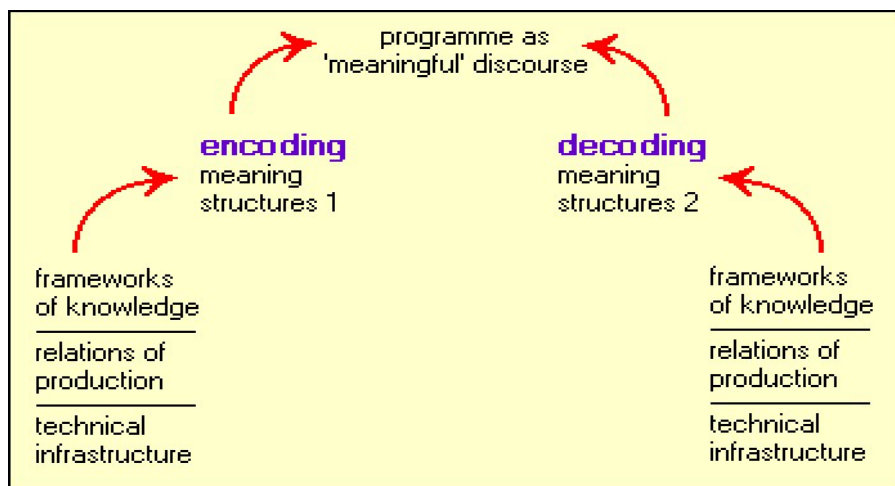 programme as
'meaningful' discourse
encoding
meaning
structures 1
decoding
meaning
structures 2
frameworks
of knowledge
relations of
production
technical
infrastructure
frameworks
of knowledge
relations of
production
technical
infrastructure